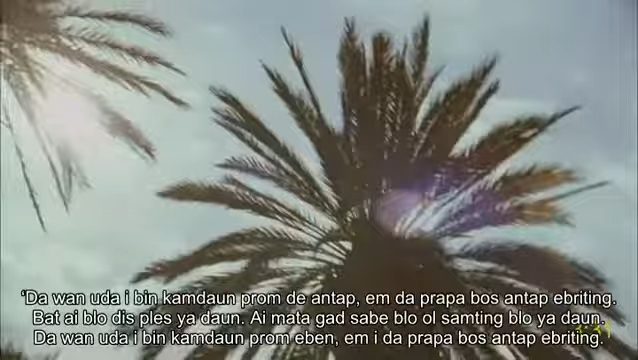 ‘Da wan uda i bin kamdaun prom de antap, em da prapa bos antap ebriting.
Bat ai blo dis ples ya daun. Ai mata gad sabe blo ol samting blo ya daun.
Da wan uda i bin kamdaun prom eben, em i da prapa bos antap ebriting.